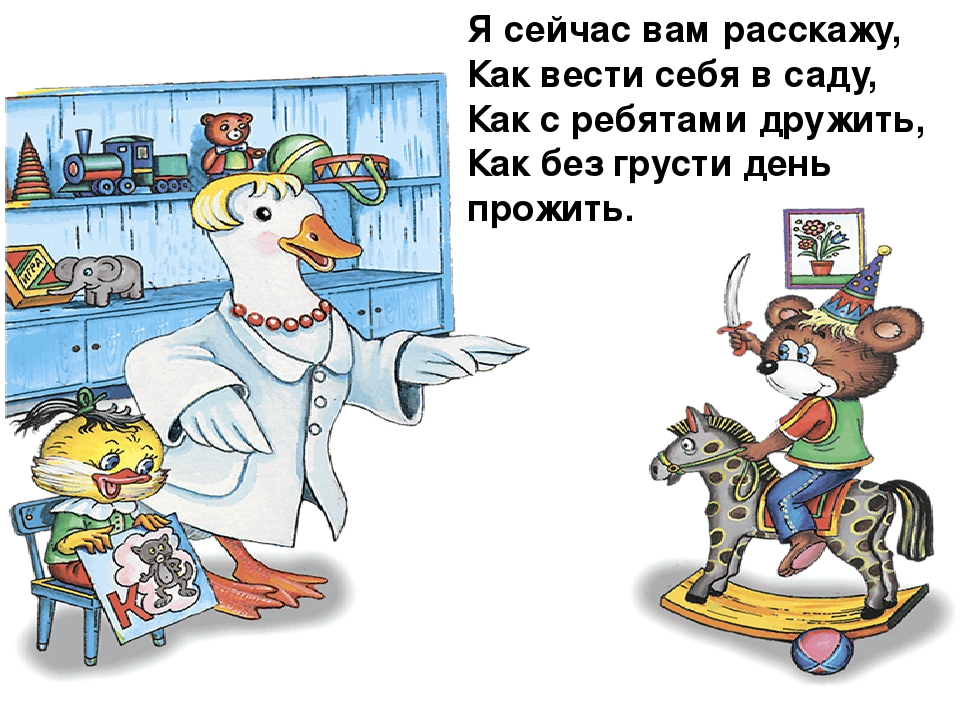 Я сейчас вам расскажу,
Как вести себя в саду,
Как с ребятами дружить,
Как без грусти день
прожить.
ИГРА
К